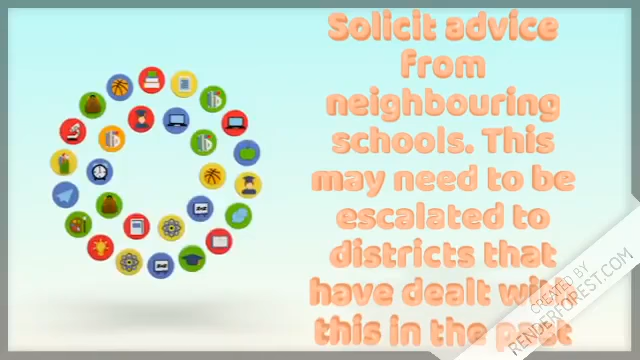 Solicit advice
from
neighbouring
schools. This
may need to be
escalated to
districts that
have dealt with
this in the past
CREATED BY
RENDERFOREST.COM